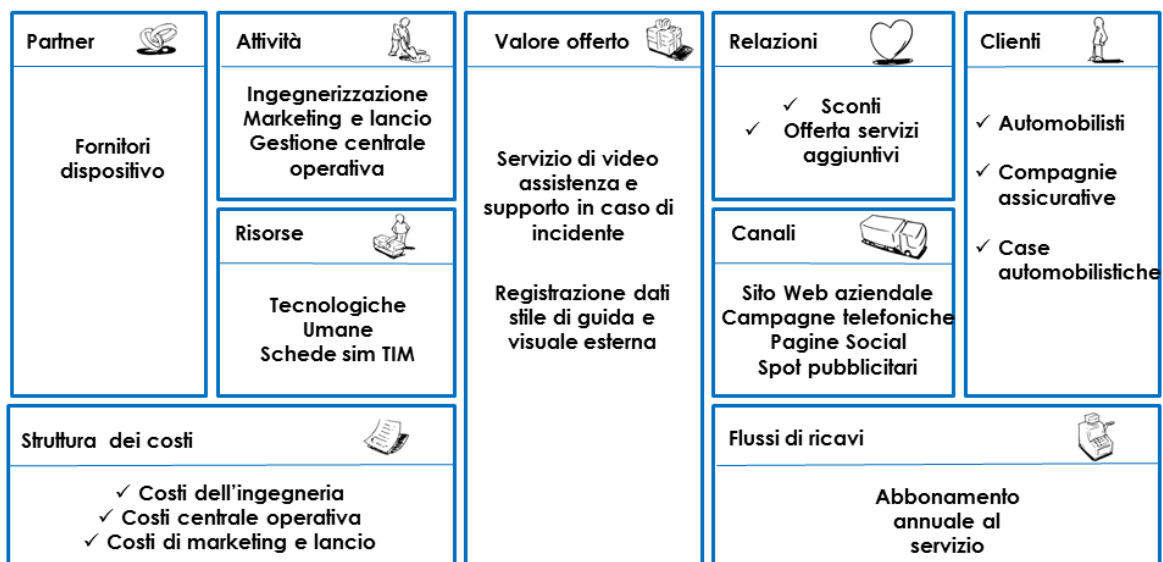 Partner
Fornitori
dispositivo
Attività
Ingegnerizzazione
Marketing e lancio
Gestione centrale
operativa
Risorse
Tecnologiche
Umane
Schede sim TIM
Valore offerto
Servizio di video
assistenza e
supporto in caso di
incidente
Registrazione dati
stile di guida e
visuale esterna
Relazioni
✓ Sconti
✓ Offerta servizi
aggiuntivi
Canali
Sito Web aziendale
Campagne telefoniche
Pagine Social
Spot pubblicitari
Clienti
✓ Automobilisti
✓ Compagnie
assicurative
✓ Case
automobilistiche
Struttura dei costi
✓ Costi dell'ingegneria
✓ Costi centrale operativa
✓ Costi di marketing e lancio
Flussi di ricavi
Abbonamento
annuale al
servizio